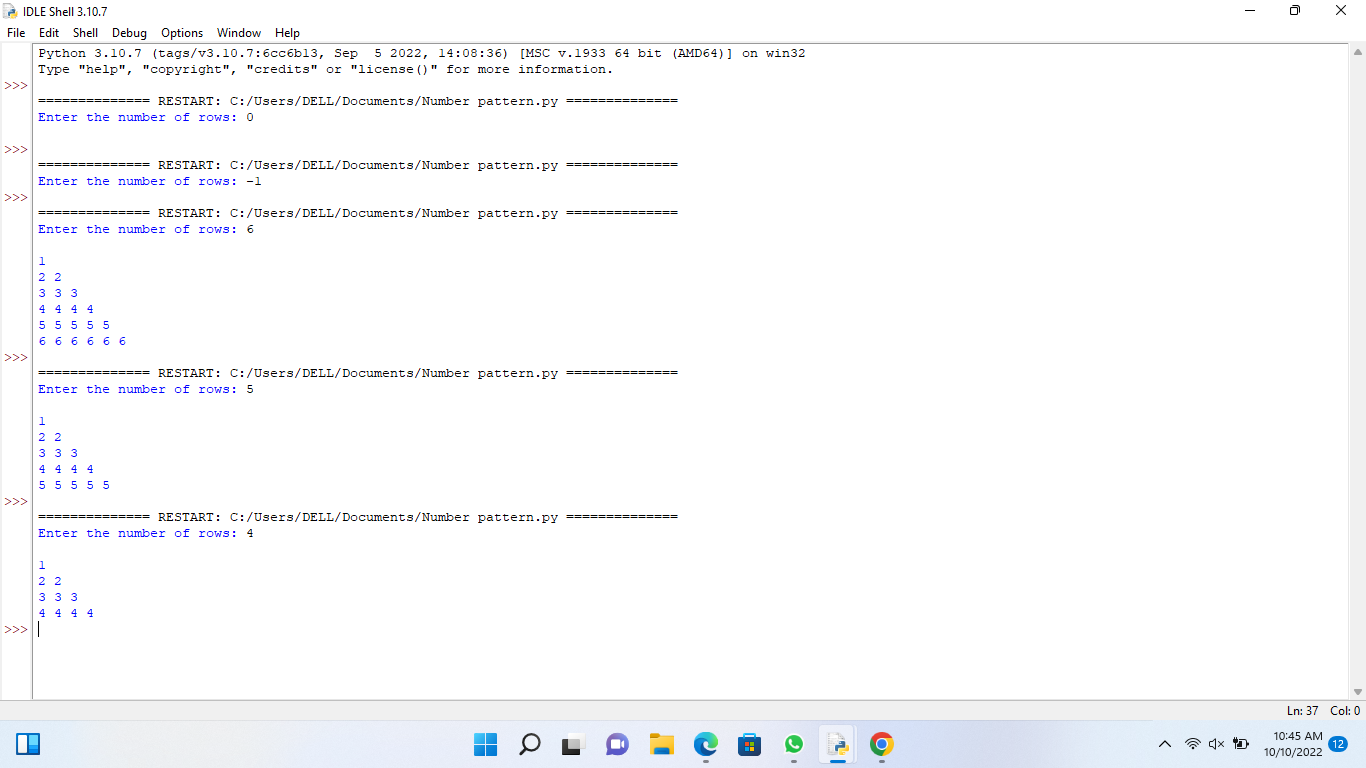 IDLE Shell 3.10.7
File Edit Shell Debug Options Window Help
Python 3.10.7 (tags/v3.10.7:6cc6b13, Sep  5 2022, 14:08:36) [MSC v.1933 64 bit (AMD64)] on win32
Type "help", "copyright", "credits" or "license()" for more information.
>>>
============== RESTART: C:/Users/DELL/Documents/Number pattern.py ==============
Enter the number of rows: 0
>>>
============== RESTART: C:/Users/DELL/Documents/Number pattern.py ==============
Enter the number of rows: -1
>>>
============== RESTART: C:/Users/DELL/Documents/Number pattern.py ==============
Enter the number of rows: 6
1
2 2
3 3 3
4 4 4 4
5 5 5 5 5
6 6 6 6 6 6
>>>
============== RESTART: C:/Users/DELL/Documents/Number pattern.py ==============
Enter the number of rows: 5
1
2 2
3 3 3
4 4 4 4
5 5 5 5 5
>>>
============== RESTART: C:/Users/DELL/Documents/Number pattern.py ==============
Enter the number of rows: 4
1
2 2
3 3 3
4 4 4 4
>>>
Ln: 37 Col: 0
10:45 AM
10/10/2022
12